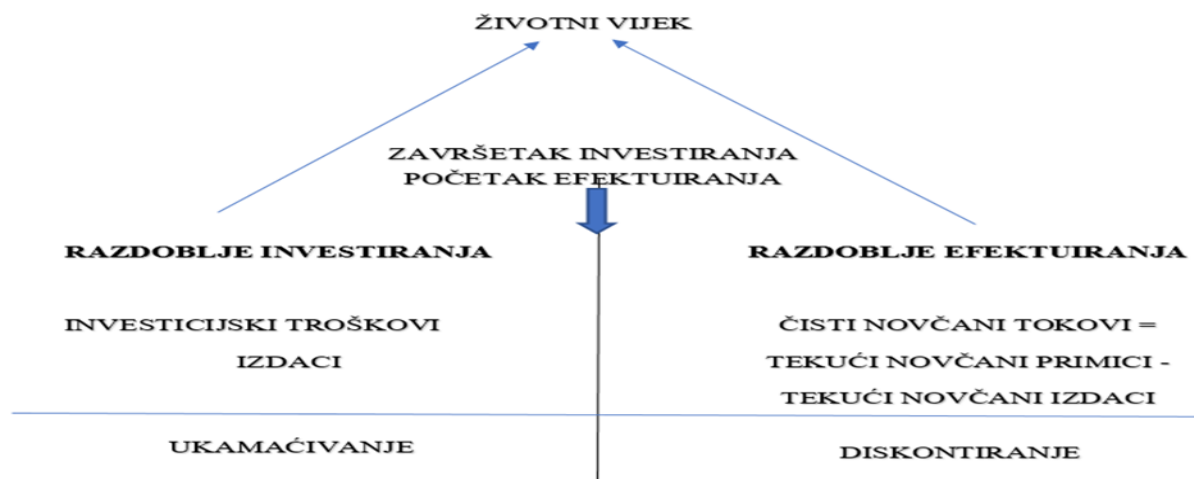 ŽIVOTNI VIJEK
ZAVRŠETAK INVESTIRANJA
POČETAK EFEKTUIRANJA
RAZDOBLJE INVESTIRANJA
INVESTICIJSKI TROŠKOVI
IZDACI
UKAMAĆIVANJE
RAZDOBLJE EFEKTUIRANJA
ČISTI NOVČANI TOKOVI =
TEKUĆI NOVČANI PRIMICI -
TEKUĆI NOVČANI IZDACI
DISKONTIRANJE